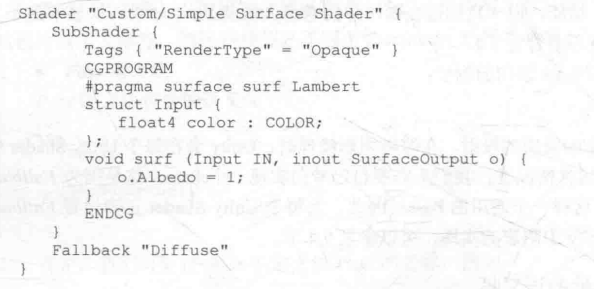 Shader "Custom/Simple Surface Shader" {
SubShader {
Tags { "RenderType" = "Opaque" }
CGPROGRAM
#pragma surface surf Lambert
struct Input {
float4 color : COLOR;
};
void surf (Input IN, inout SurfaceOutput o) {
o.Albedo = 1;
}
ENDCG
}
Fallback "Diffuse"
}